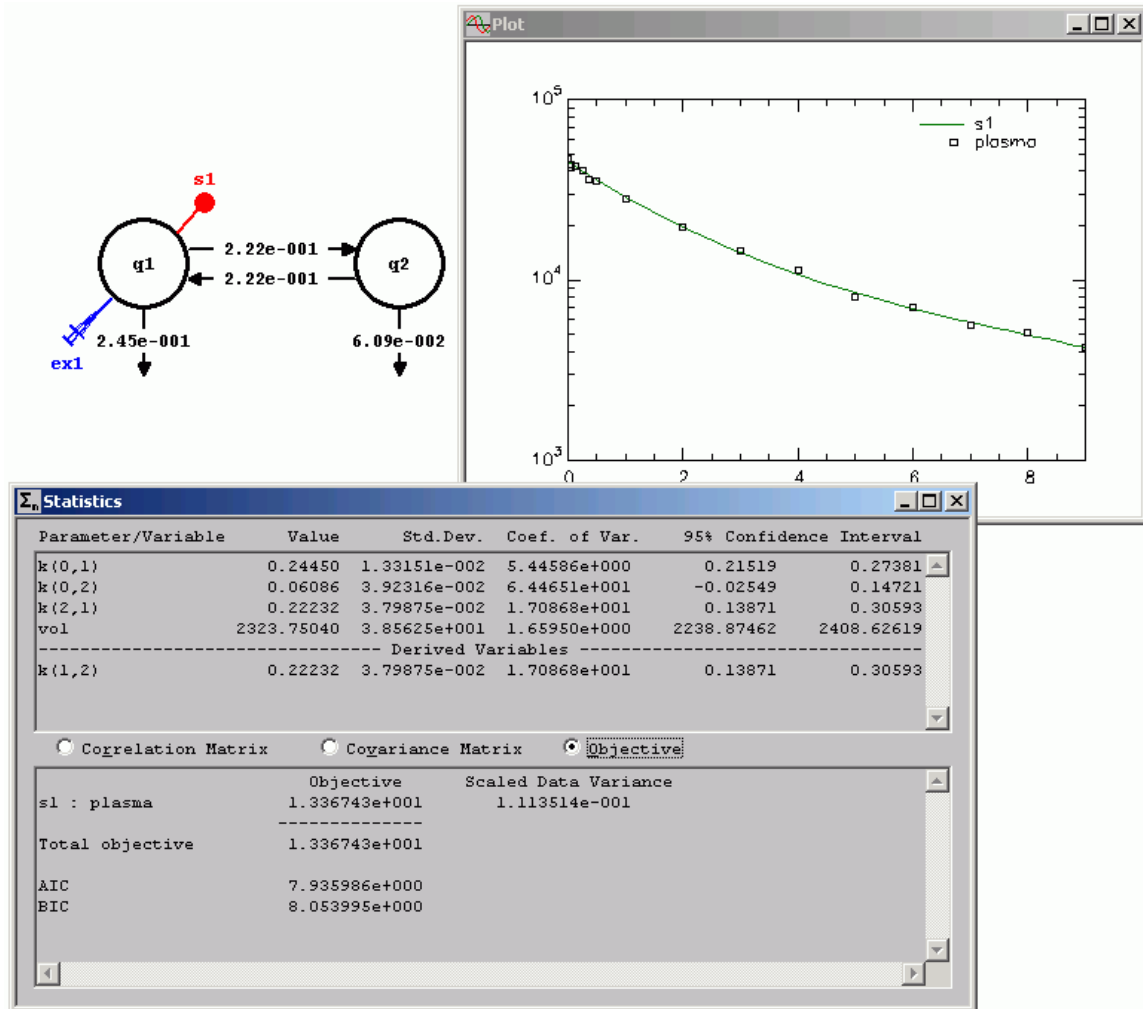 Plot
10^5
s1
plasma
10^4
10^3
0 2 4 6 8
s1
q1
2.22e-001
2.22e-001
q2
2.45e-001
6.09e-002
ex1
Σn Statistics
Parameter/Variable Value Std.Dev. Coef. of Var. 95% Confidence Interval
k(0,1) 0.24450 1.33151e-002 5.44586e+000 0.21519 0.27381
k(0,2) 0.06086 3.92316e-002 6.44651e+001 -0.02549 0.14721
k(2,1) 0.22232 3.79875e-002 1.70868e+001 0.13871 0.30593
vol 2323.75040 3.85625e+001 1.65950e+000 2238.87462 2408.62619
---------------------------------- Derived Variables ----------------------------------
k(1,2) 0.22232 3.79875e-002 1.70868e+001 0.13871 0.30593
Correlation Matrix Covariance Matrix Objective
Objective Scaled Data Variance
s1 : plasma 1.336743e+001 1.113514e-001
--------------
Total objective 1.336743e+001
AIC 7.935986e+000
BIC 8.053995e+000